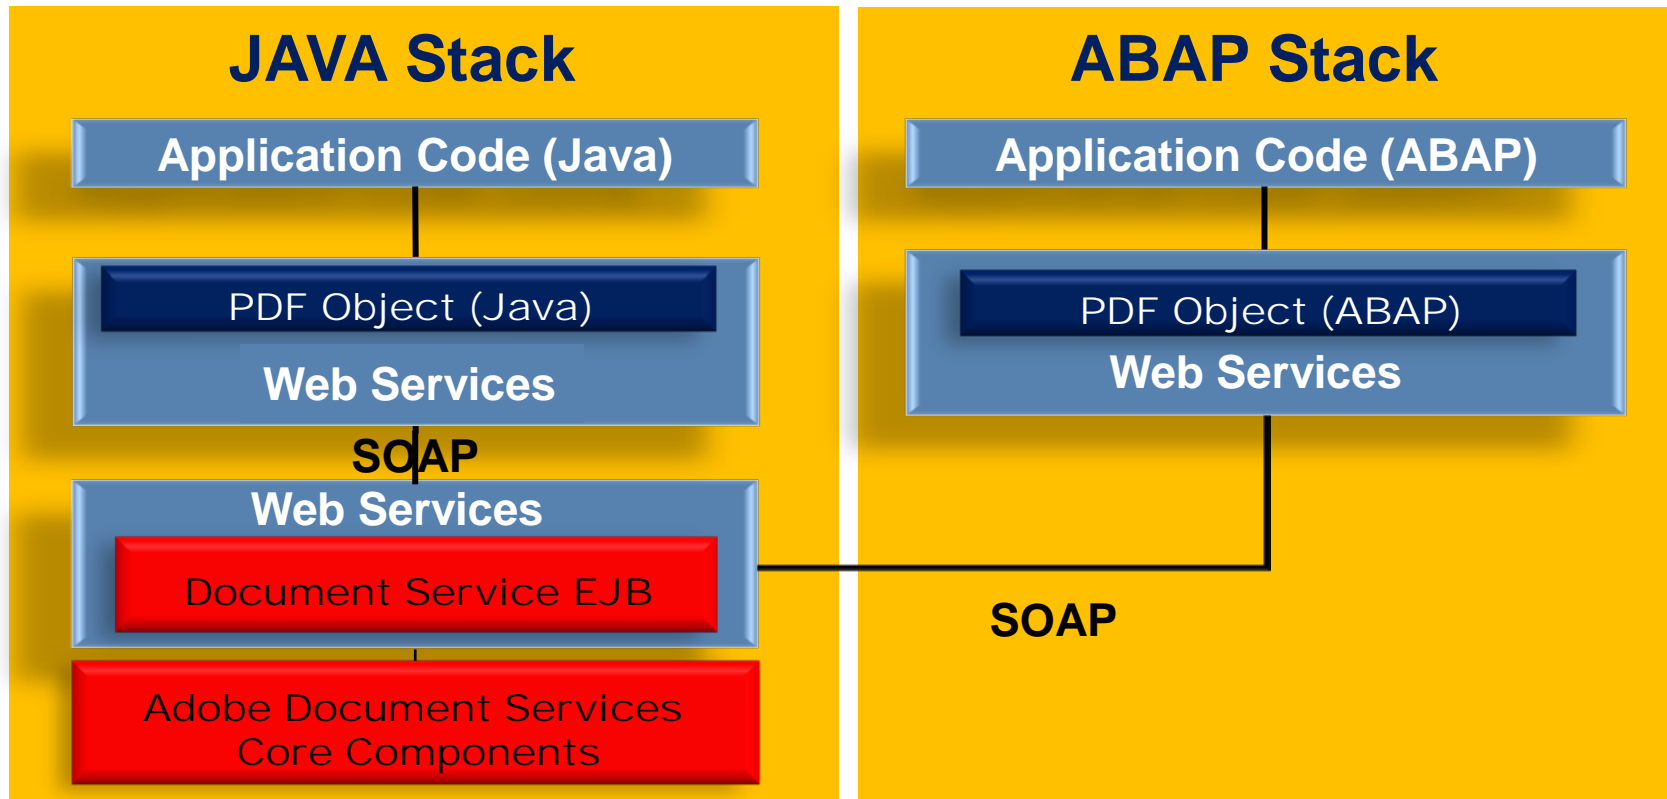 JAVA Stack
Application Code (Java)
PDF Object (Java)
Web Services
SOAP
Web Services
Document Service EJB
Adobe Document Services
Core Components
ABAP Stack
Application Code (ABAP)
PDF Object (ABAP)
Web Services
SOAP